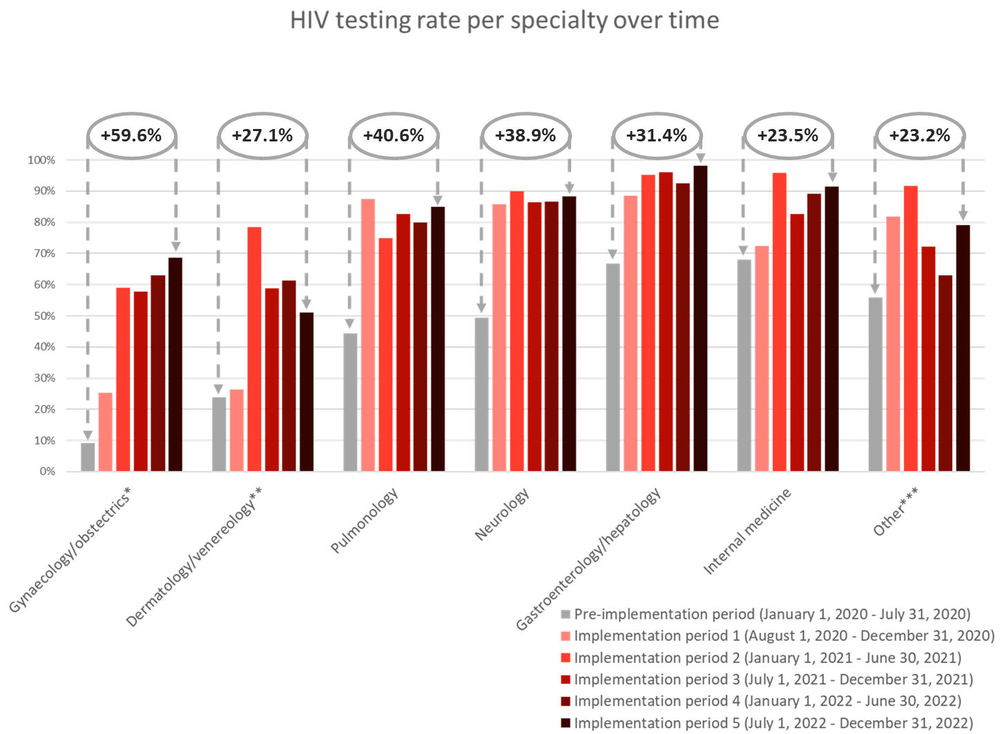 HIV testing rate per specialty over time
+59.6% +27.1% +40.6% +38.9% +31.4% +23.5% +23.2%
100%
90%
80%
70%
60%
50%
40%
30%
20%
10%
0%
Gynaecology/obstectrics*
Dermatology/venereology**
Pulmonology
Neurology
Gastroenterology/hepatology
Internal medicine
Other***
Pre-implementation period (January 1, 2020 - July 31, 2020)
Implementation period 1 (August 1, 2020 - December 31, 2020)
Implementation period 2 (January 1, 2021 - June 30, 2021)
Implementation period 3 (July 1, 2021 - December 31, 2021)
Implementation period 4 (January 1, 2022 - June 30, 2022)
Implementation period 5 (July 1, 2022 - December 31, 2022)